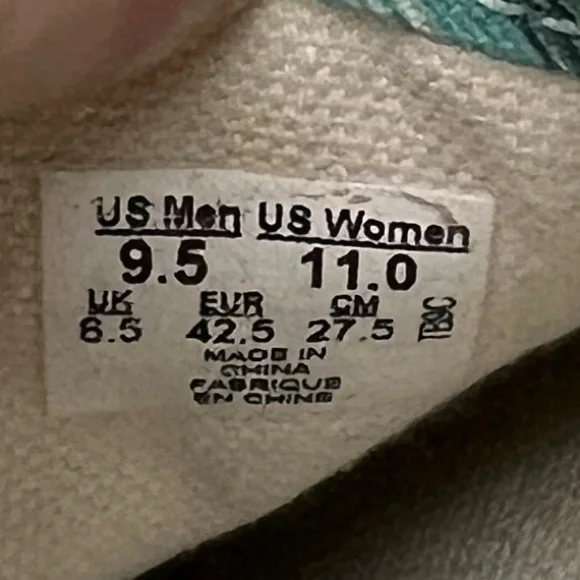 US Men US Women
9.5 11.0
UK EUR CM
8.5 42.5 27.5
MADE IN
CHINA
FABRIQUE
EN CHINE